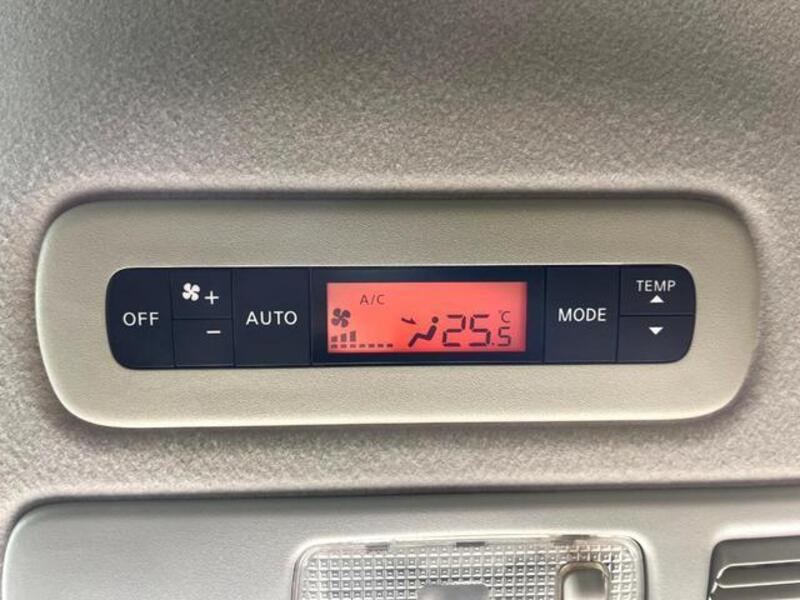 OFF
+
-
AUTO
A/C
25.5 °C
MODE
TEMP